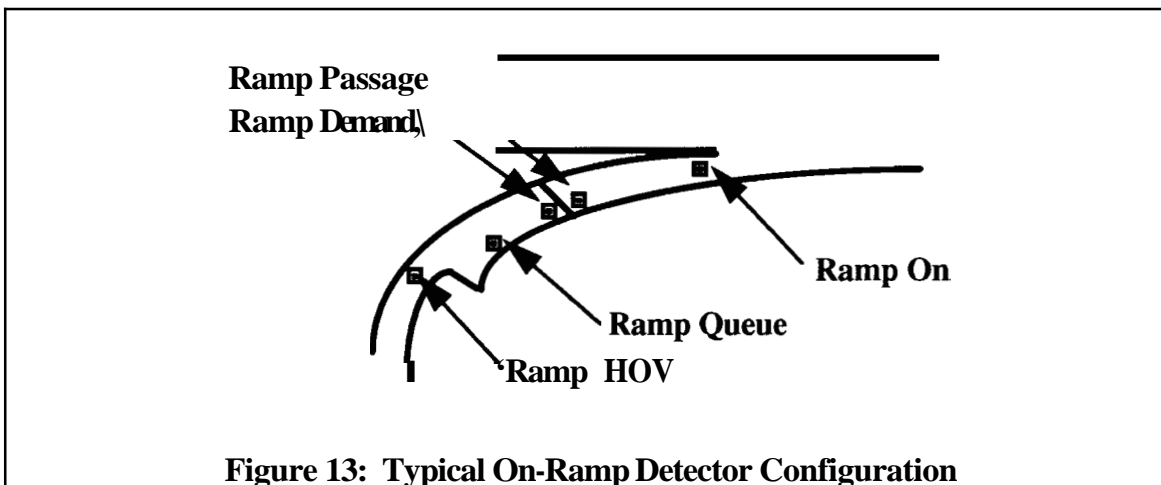 Ramp Passage
Ramp Demand,\
Ramp On
Ramp Queue
Ramp HOV
Figure 13: Typical On-Ramp Detector Configuration